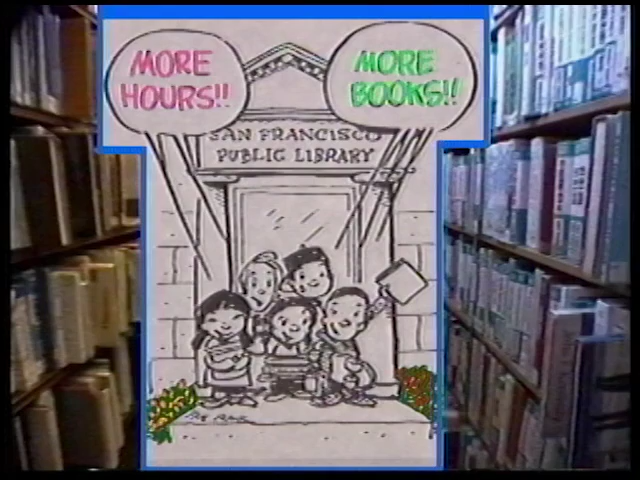 MORE
HOURS!!
MORE
BOOKS!!
SAN FRANCISCO
PUBLIC LIBRARY